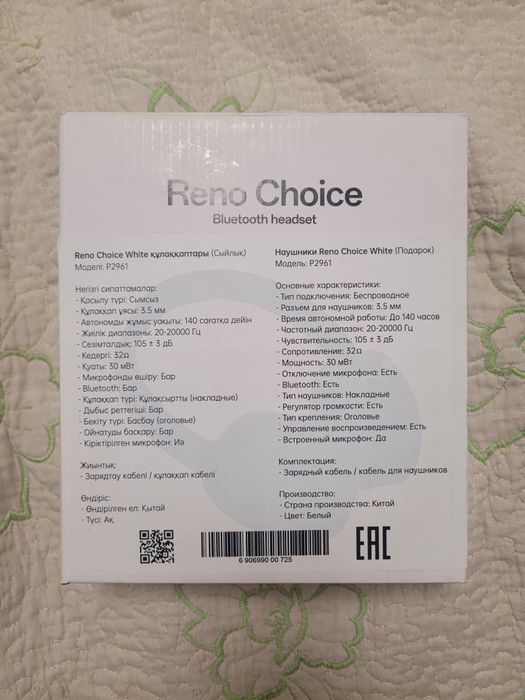 Reno Choice
Bluetooth headset
Reno Choice White құлаққаптары (Сыйлық)
Моделі: P2961
Негізгі сипаттамалар:
- Қосылу түрі: Сымсыз
- Құлаққап ұясы: 3.5 мм
- Автономды жұмыс уақыты: 140 сағатқа дейін
- Жиілік диапазоны: 20-20000 Гц
- Сезімталдық: 105 ± 3 дБ
- Кедергі: 32Ω
- Қуаты: 30 мВт
- Микрофонды өшіру: Бар
- Bluetooth: Бар
- Құлаққап түрі: Құлақсыртты (накладные)
- Дыбыс реттегіші: Бар
- Бекіту түрі: Басбау (оголовье)
- Ойнатуды басқару: Бар
- Кіріктірілген микрофон: Иә
Жиынтық:
- Зарядтау кабелі / құлаққап кабелі
Өндіріс:
- Өндірілген ел: Қытай
- Түсі: Ақ
Наушники Reno Choice White (Подарок)
Модель: P2961
Основные характеристики:
- Тип подключения: Беспроводное
- Разъем для наушников: 3.5 мм
- Время автономной работы: До 140 часов
- Частотный диапазон: 20-20000 Гц
- Чувствительность: 105 ± 3 дБ
- Сопротивление: 32Ω
- Мощность: 30 мВт
- Отключение микрофона: Есть
- Bluetooth: Есть
- Тип наушников: Накладные
- Регулятор громкости: Есть
- Тип крепления: Оголовье
- Управление воспроизведением: Есть
- Встроенный микрофон: Да
Комплектация:
- Зарядный кабель / кабель для наушников
Производство:
- Страна производства: Китай
- Цвет: Белый
6 906990 00 725
EAC